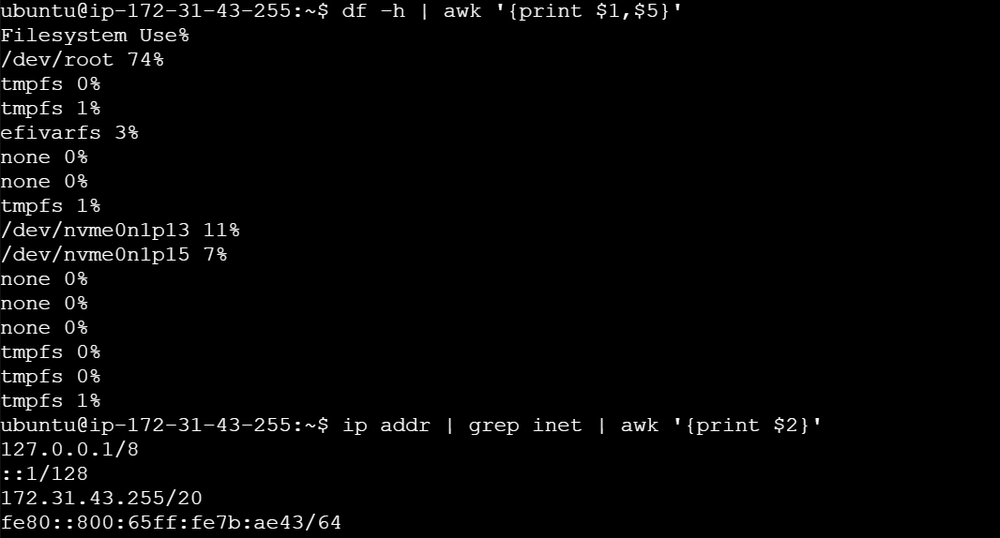 ubuntu@ip-172-31-43-255:~$ df -h | awk '{print $1,$5}'
Filesystem Use%
/dev/root 74%
tmpfs 0%
tmpfs 1%
efivarfs 3%
none 0%
none 0%
tmpfs 1%
/dev/nvme0n1p13 11%
/dev/nvme0n1p15 7%
none 0%
none 0%
none 0%
tmpfs 0%
tmpfs 0%
tmpfs 1%
ubuntu@ip-172-31-43-255:~$ ip addr | grep inet | awk '{print $2}'
127.0.0.1/8
::1/128
172.31.43.255/20
fe80::800:65ff:fe7b:ae43/64